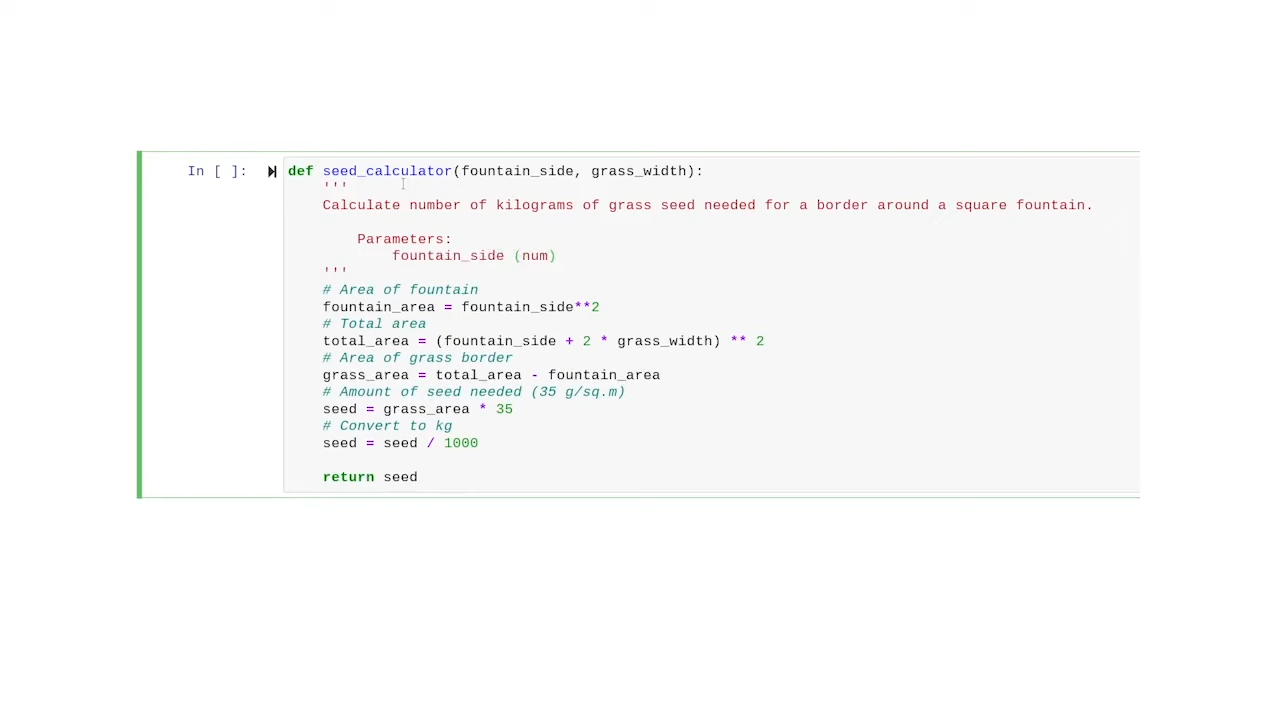 In [ ]: def seed_calculator(fountain_side, grass_width):
'''
Calculate number of kilograms of grass seed needed for a border around a square fountain.
Parameters:
fountain_side (num)
'''
# Area of fountain
fountain_area = fountain_side**2
# Total area
total_area = (fountain_side + 2 * grass_width) ** 2
# Area of grass border
grass_area = total_area - fountain_area
# Amount of seed needed (35 g/sq.m)
seed = grass_area * 35
# Convert to kg
seed = seed / 1000
return seed